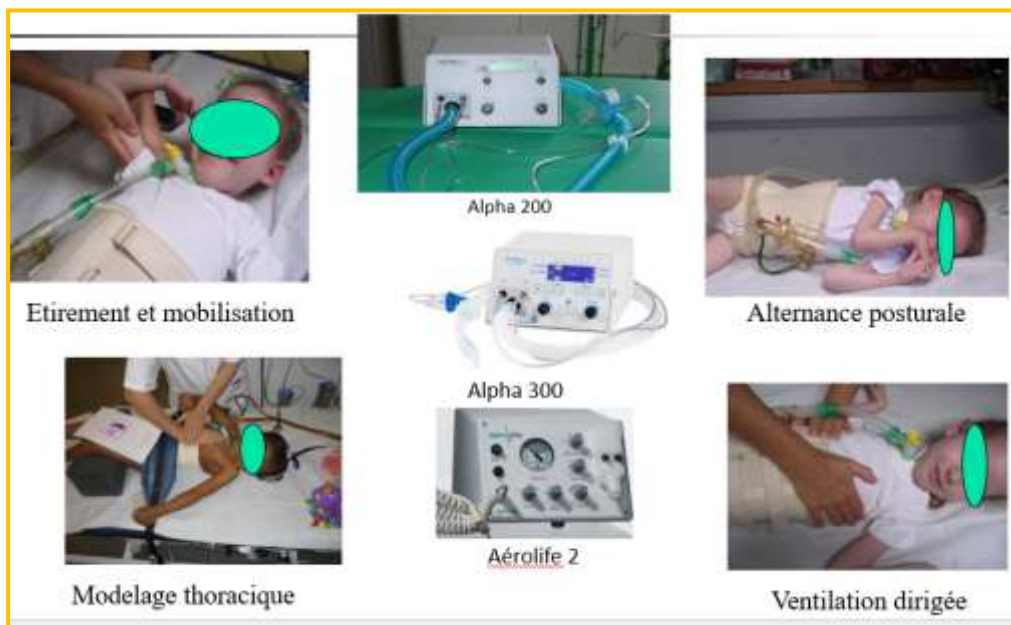 Alpha 200
Etirement et mobilisation
Alternance posturale
Alpha 300
Aérolife 2
Modelage thoracique
Ventilation dirigée